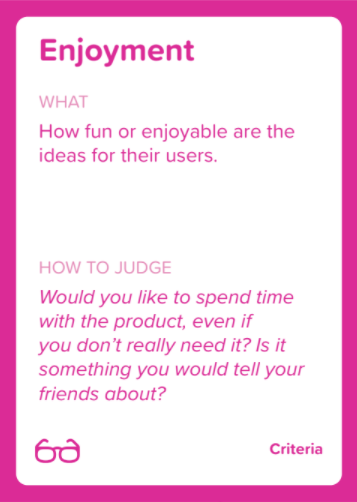 Enjoyment
WHAT
How fun or enjoyable are the
ideas for their users.
HOW TO JUDGE
Would you like to spend time
with the product, even if
you don’t really need it? Is it
something you would tell your
friends about?
Criteria